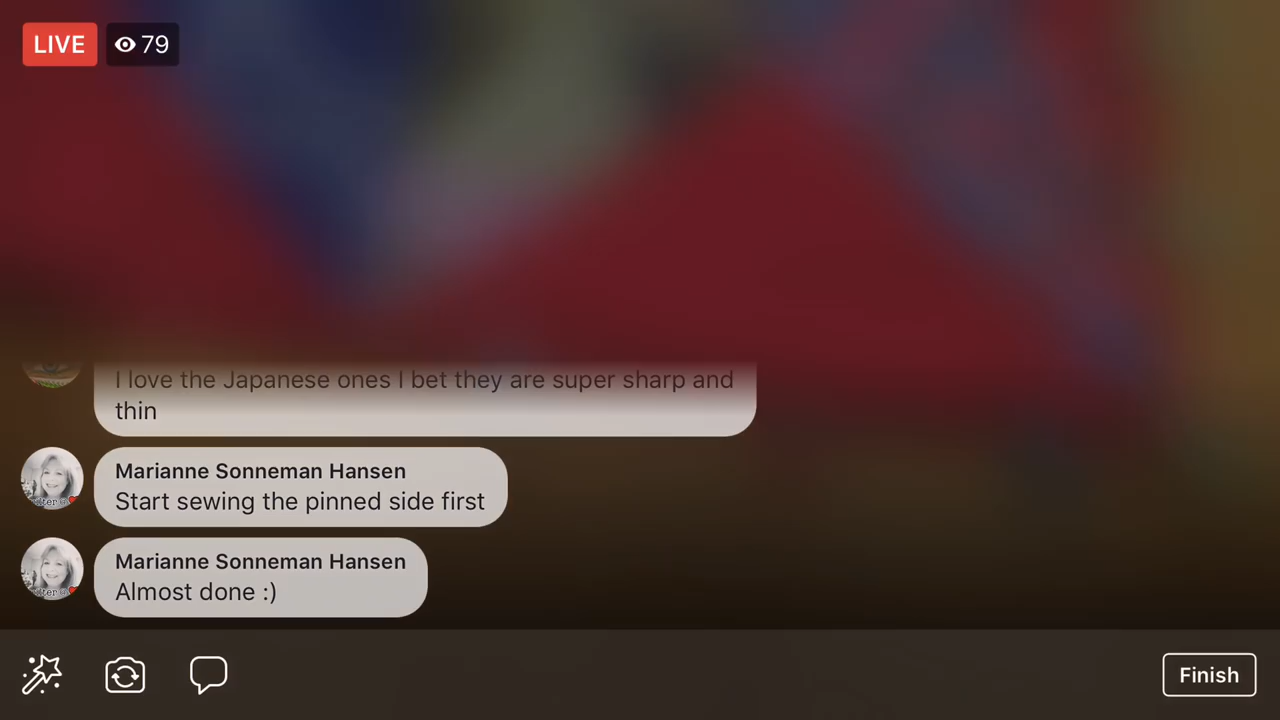 LIVE 79
I love the Japanese ones I bet they are super sharp and
thin
Marianne Sonneman Hansen
Start sewing the pinned side first
Marianne Sonneman Hansen
Almost done :)
Finish